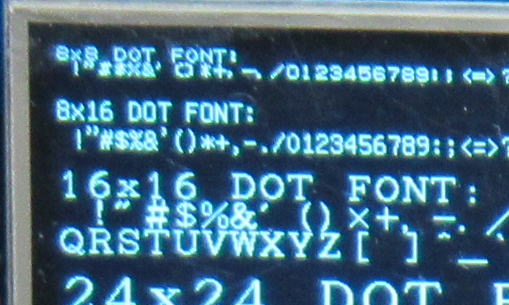 8x8 DOT FONT:
!"#$%&' ()*+,-./0123456789:; <=>?
8x16 DOT FONT:
!"#$%&'()*+,-./0123456789:;<=>?
16x16 DOT FONT:
!"#$%&' ()×+,-./
QRSTUVWXYZ[ ]^_
24x24 DOT F